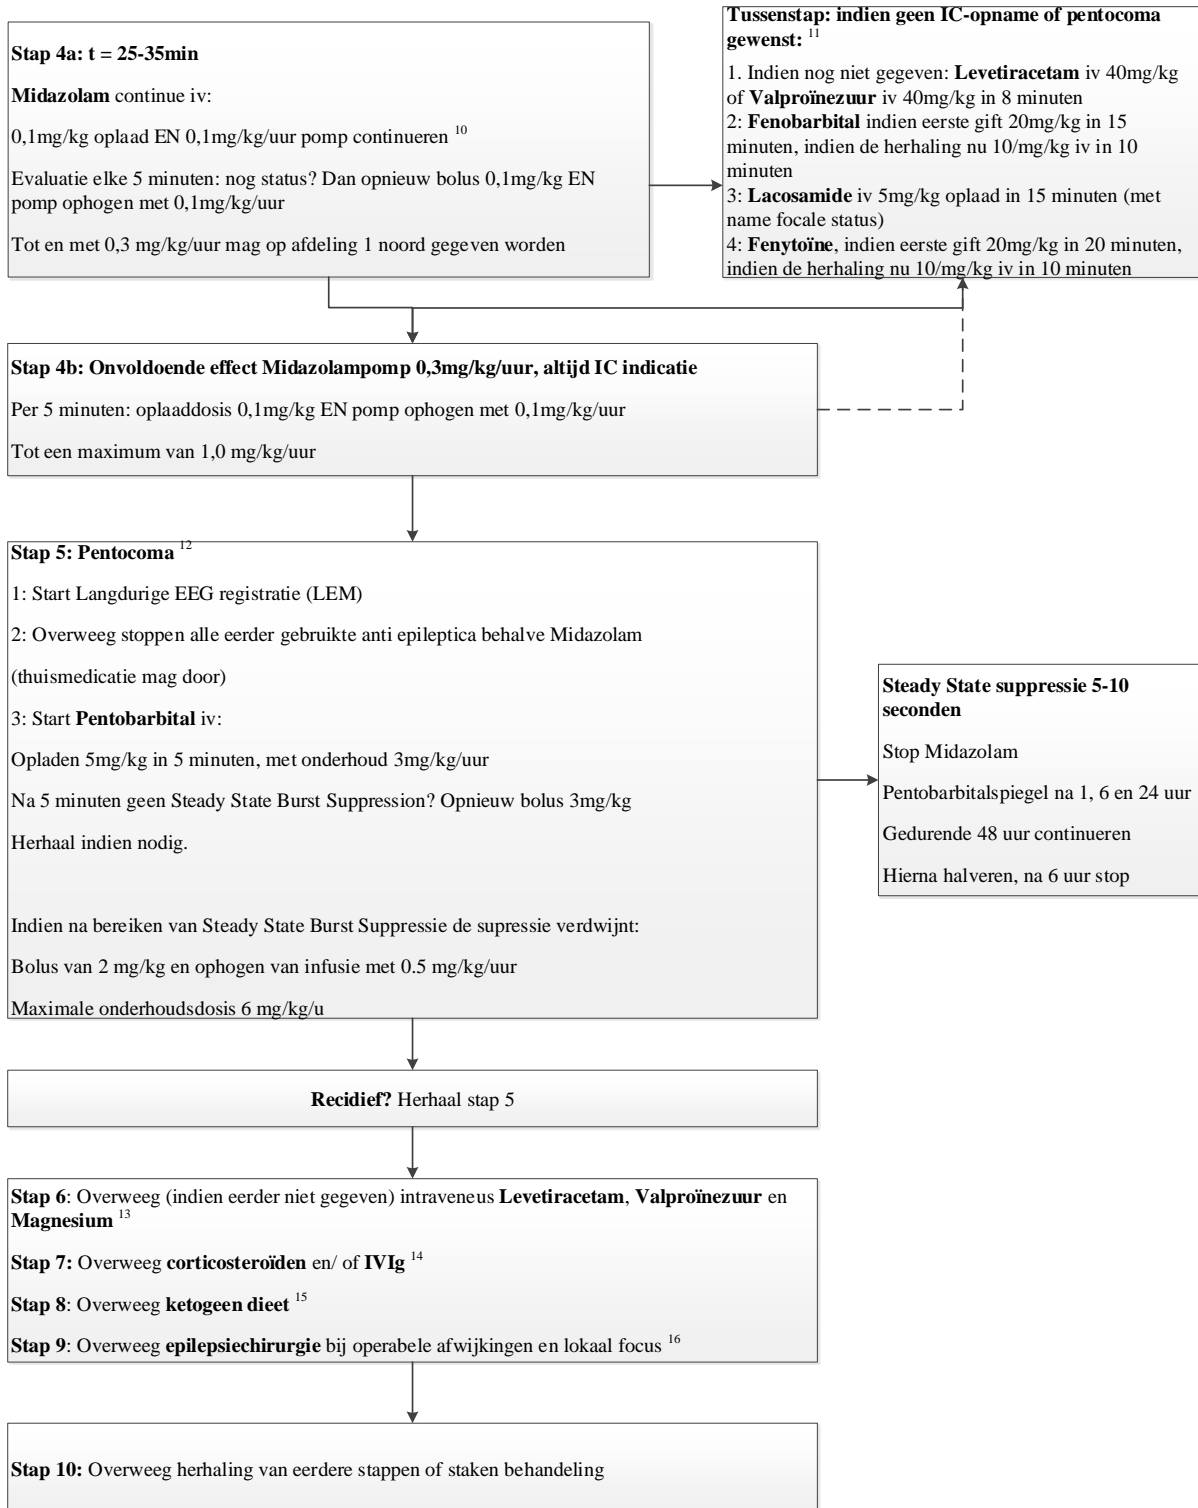 Stap 4a: t = 25-35min
Midazolam continue iv:
0,1mg/kg oplaad EN 0,1mg/kg/uur pomp continueren 10
Evaluatie elke 5 minuten: nog status? Dan opnieuw bolus 0,1mg/kg EN
pomp ophogen met 0,1mg/kg/uur
Tot en met 0,3 mg/kg/uur mag op afdeling 1 noord gegeven worden
Tussenstap: indien geen IC-opname of pentocoma
gewenst: 11
1. Indien nog niet gegeven: Levetiracetam iv 40mg/kg
of Valproïnezuur iv 40mg/kg in 8 minuten
2: Fenobarbital indien eerste gift 20mg/kg in 15
minuten, indien de herhaling nu 10/mg/kg iv in 10
minuten
3: Lacosamide iv 5mg/kg oplaad in 15 minuten (met
name focale status)
4: Fenytoïne, indien eerste gift 20mg/kg in 20 minuten,
indien de herhaling nu 10/mg/kg iv in 10 minuten
Stap 4b: Onvoldoende effect Midazolampomp 0,3mg/kg/uur, altijd IC indicatie
Per 5 minuten: oplaaddosis 0,1mg/kg EN pomp ophogen met 0,1mg/kg/uur
Tot een maximum van 1,0 mg/kg/uur
Stap 5: Pentocoma 12
1: Start Langdurige EEG registratie (LEM)
2: Overweeg stoppen alle eerder gebruikte anti epileptica behalve Midazolam
(thuismedicatie mag door)
3: Start Pentobarbital iv:
Opladen 5mg/kg in 5 minuten, met onderhoud 3mg/kg/uur
Na 5 minuten geen Steady State Burst Suppression? Opnieuw bolus 3mg/kg
Herhaal indien nodig.
Indien na bereiken van Steady State Burst Suppressie de supressie verdwijnt:
Bolus van 2 mg/kg en ophogen van infusie met 0.5 mg/kg/uur
Maximale onderhoudsdosis 6 mg/kg/u
Steady State suppressie 5-10
seconden
Stop Midazolam
Pentobarbitalspiegel na 1, 6 en 24 uur
Gedurende 48 uur continueren
Hierna halveren, na 6 uur stop
Recidief? Herhaal stap 5
Stap 6: Overweeg (indien eerder niet gegeven) intraveneus Levetiracetam, Valproïnezuur en
Magnesium 13
Stap 7: Overweeg corticosteroïden en/ of IVIg 14
Stap 8: Overweeg ketogeen dieet 15
Stap 9: Overweeg epilepsiechirurgie bij operabele afwijkingen en lokaal focus 16
Stap 10: Overweeg herhaling van eerdere stappen of staken behandeling